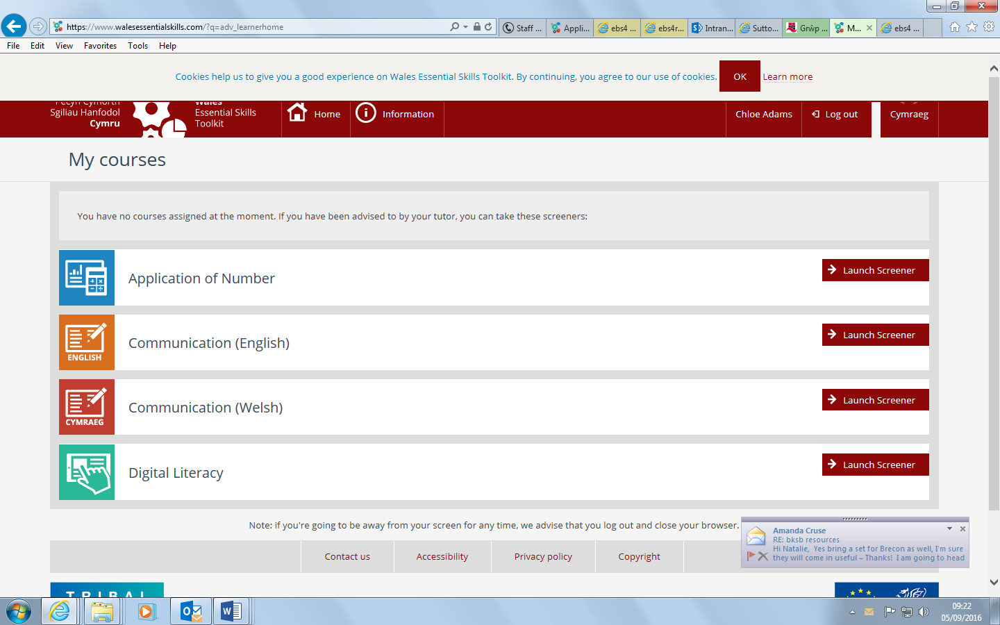 https://www.walesessentialskills.com/?q=adv_learnerhome
Staff ...
Appli...
ebs4 ...
ebs4r...
Intran...
Sutto...
Grŵp ...
M...
ebs4 ...
File Edit View Favorites Tools Help
Cookies help us to give you a good experience on Wales Essential Skills Toolkit. By continuing, you agree to our use of cookies. OK Learn more
Pecyn Cymorth
Sgiliau Hanfodol
Cymru
Wales
Essential Skills
Toolkit
Home
Information
Chloe Adams
Log out
Cymraeg
My courses
You have no courses assigned at the moment. If you have been advised to by your tutor, you can take these screeners:
Application of Number
Launch Screener
ENGLISH
Communication (English)
Launch Screener
CYMRAEG
Communication (Welsh)
Launch Screener
Digital Literacy
Launch Screener
Note: if you're going to be away from your screen for any time, we advise that you log out and close your browser.
Amanda Cruse
RE: bksb resources
Hi Natalie, Yes bring a set for Brecon as well, I'm sure
they will come in useful – Thanks! I am going to head
Contact us
Accessibility
Privacy policy
Copyright
TRIBAL
09:22
05/09/2016